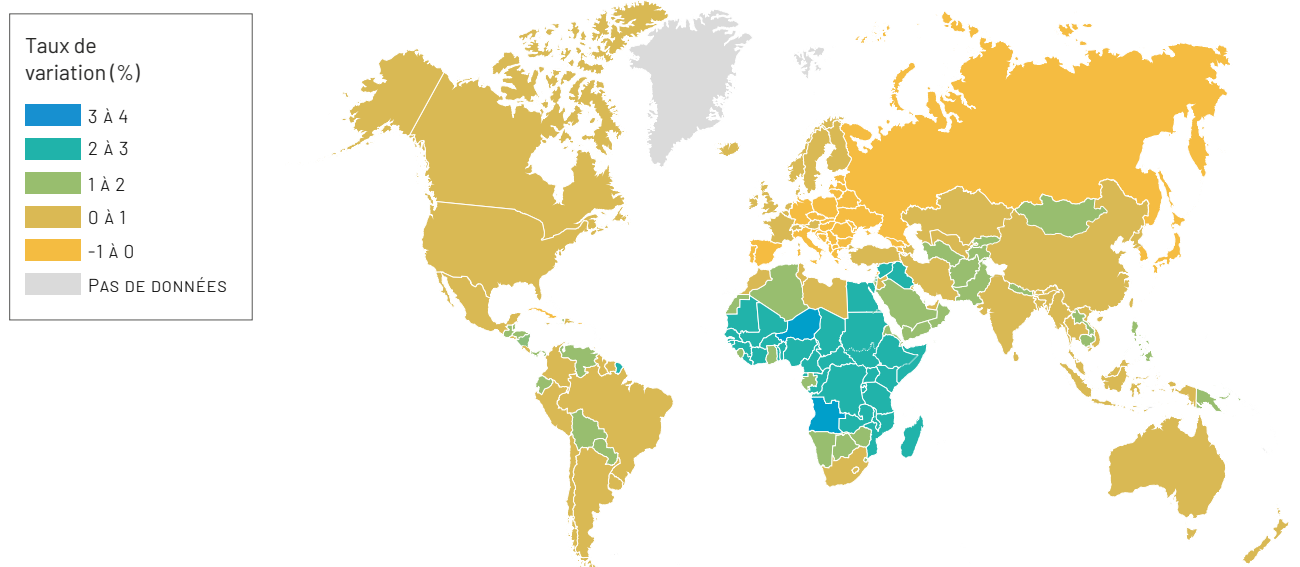 Taux de
variation (%)
3 À 4
2 À 3
1 À 2
0 À 1
-1 À 0
PAS DE DONNÉES